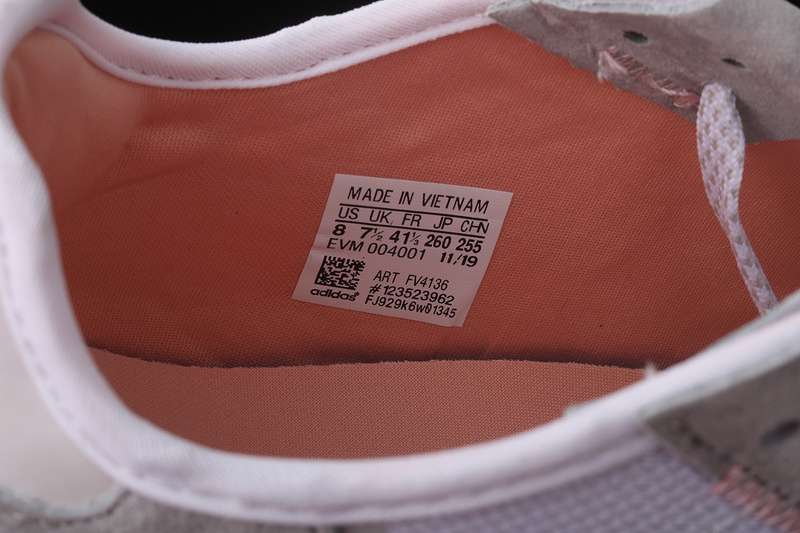 MADE IN VIETNAM
US UK FR JP CHN
8 7½ 41⅓ 260 255
EVM 004001 11/19
ART FV4136
#123523962
adidas® FJ929K6W01345